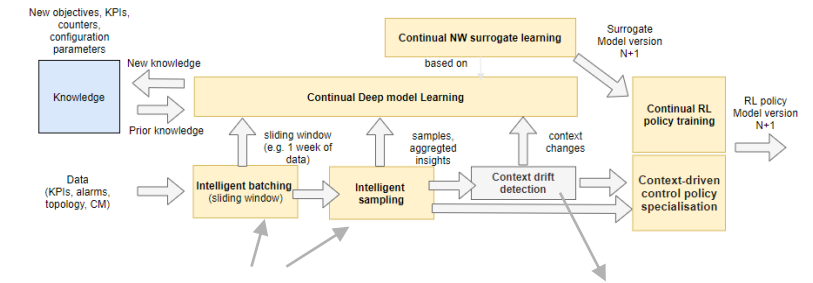 New objectives, KPIs,
counters,
configuration
parameters
Knowledge
New knowledge
Prior knowledge
Continual NW surrogate learning
based on
Surrogate
Model version
N+1
Continual Deep model Learning
Continual RL
policy training
RL policy
Model version
N+1
sliding window
(e.g. 1 week of
data)
samples,
aggregted
insights
context
changes
Data
(KPIs, alarms,
topology, CM)
Intelligent batching
(sliding window)
Intelligent
sampling
Context drift
detection
Context-driven
control policy
specialisation